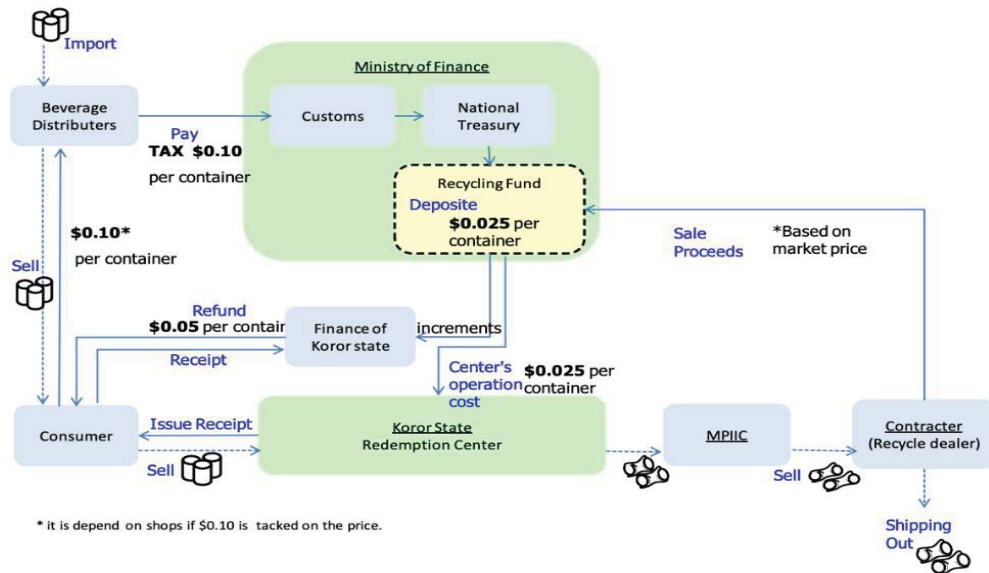 Import
Ministry of Finance
Beverage
Distributers
Customs
National
Treasury
Pay
TAX $0.10
per container
Recycling Fund
Deposite
$0.025 per
container
$0.10*
per container
Sell
Sale
Proceeds
*Based on
market price
Refund
$0.05 per contain
Finance of
Koror state
increments
Receipt
Center's
operation
cost
$0.025 per
container
Consumer
Issue Receipt
Sell
Koror State
Redemption Center
MPIIC
Sell
Contracter
(Recycle dealer)
Shipping
Out
* it is depend on shops if $0.10 is tacked on the price.